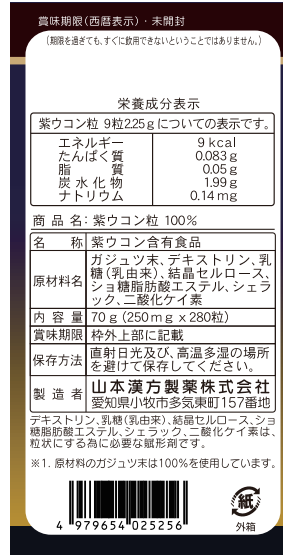 賞味期限(西暦表示)・未開封
(期限を過ぎても、すぐに飲用できないということではありません。)
栄養成分表示
紫ウコン粒 9粒2.25gについての表示です。
エネルギー 9kcal
たんぱく質 0.083g
脂質 0.05g
炭水化物 1.99g
ナトリウム 0.14mg
商品名：紫ウコン粒 100%
名称 紫ウコン含有食品
原材料名 ガジュツ末、デキストリン、乳
糖(乳由来)、結晶セルロース、
ショ糖脂肪酸エステル、シェラ
ック、二酸化ケイ素
内容量 70g(250mg×280粒)
賞味期限 枠外上部に記載
保存方法 直射日光及び、高温多湿の場所
を避けて保存してください。
製造者 山本漢方製薬株式会社
愛知県小牧市多気東町157番地
デキストリン、乳糖(乳由来)、結晶セルロース、ショ
糖脂肪酸エステル、シェラック、二酸化ケイ素は、
粒状にする為に必要な賦形剤です。
※1. 原材料のガジュツ末は100%を使用しています。
4 979654 025256
紙
外箱